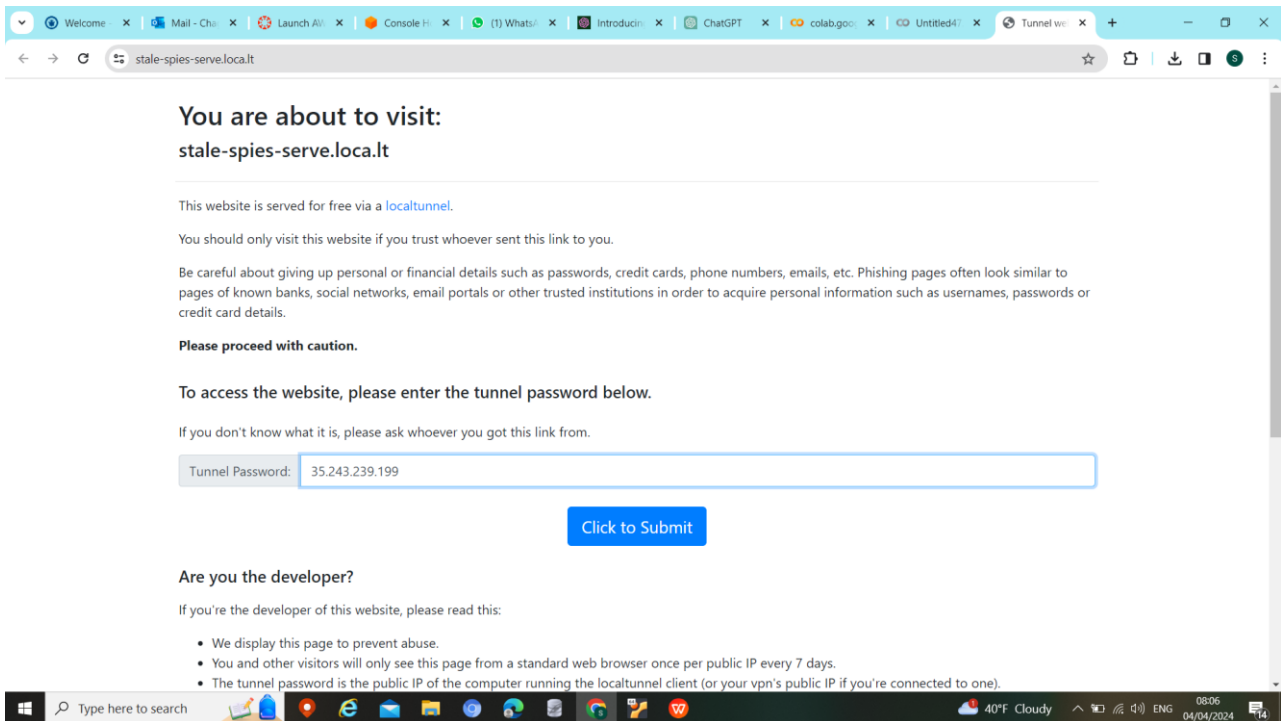 Welcome
Mail - Cha
Launch AW
Console H
(1) WhatsA
Introducin
ChatGPT
colab.goo
Untitled47
Tunnel we
stale-spies-serve.loca.lt
S
You are about to visit:
stale-spies-serve.loca.lt
This website is served for free via a localtunnel.
You should only visit this website if you trust whoever sent this link to you.
Be careful about giving up personal or financial details such as passwords, credit cards, phone numbers, emails, etc. Phishing pages often look similar to
pages of known banks, social networks, email portals or other trusted institutions in order to acquire personal information such as usernames, passwords or
credit card details.
Please proceed with caution.
To access the website, please enter the tunnel password below.
If you don't know what it is, please ask whoever you got this link from.
Tunnel Password: 35.243.239.199
Click to Submit
Are you the developer?
If you're the developer of this website, please read this:
• We display this page to prevent abuse.
• You and other visitors will only see this page from a standard web browser once per public IP every 7 days.
• The tunnel password is the public IP of the computer running the localtunnel client (or your vpn's public IP if you're connected to one).
Type here to search
40°F Cloudy
ENG
08:06
04/04/2024
14